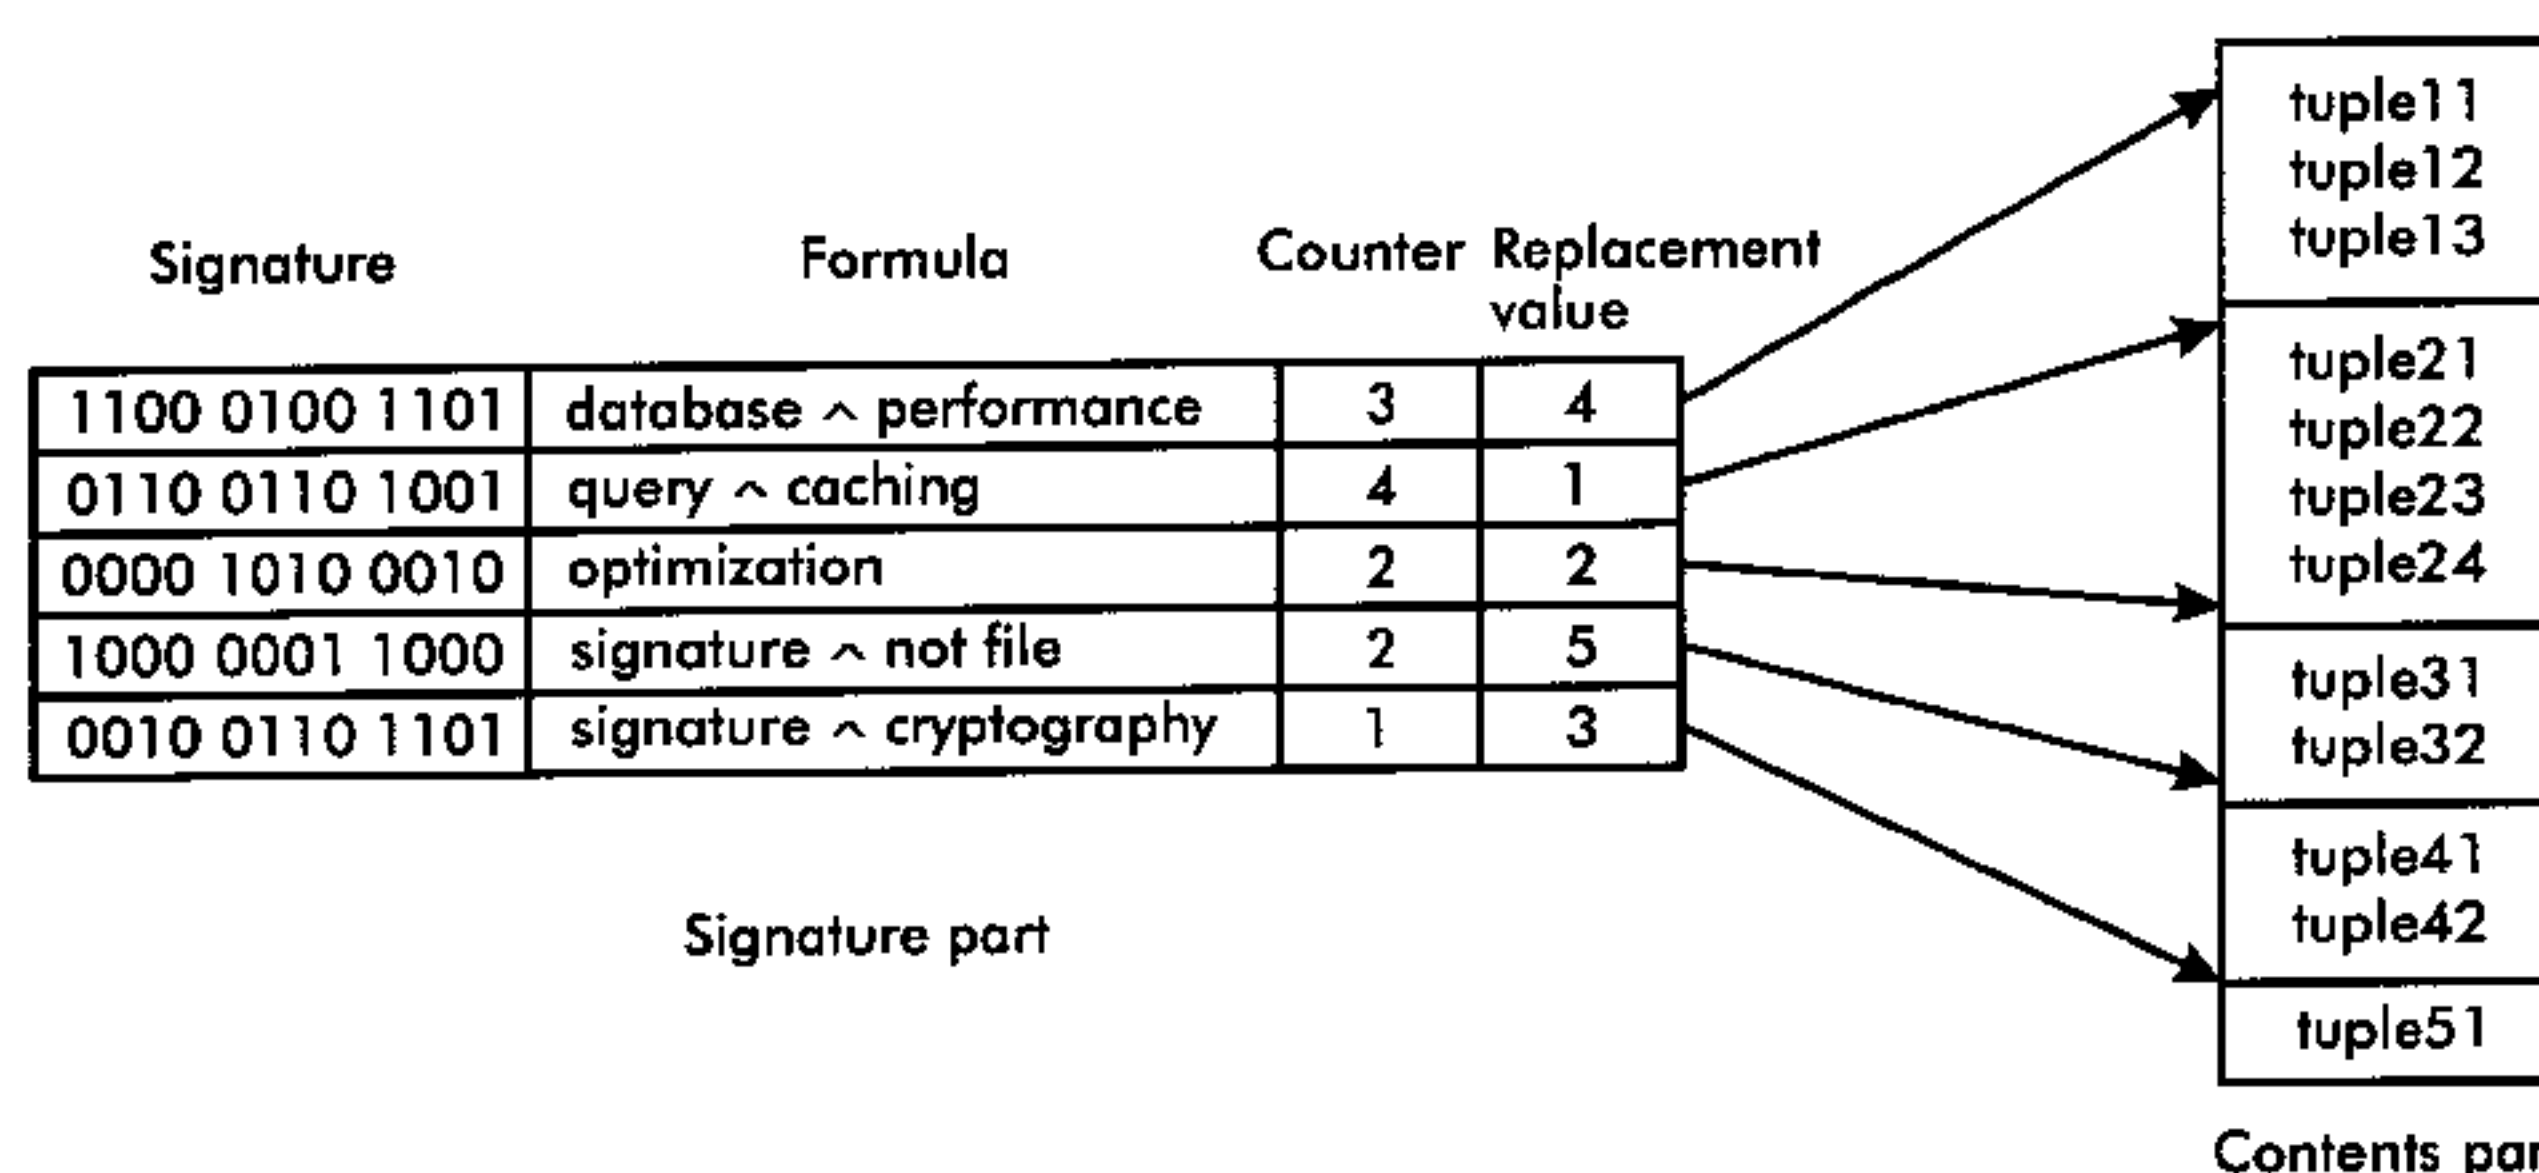 Signature Formula Counter Replacement
value
1100 0100 1101 database ^ performance 3 4
0110 0110 1001 query ^ caching 4 1
0000 1010 0010 optimization 2 2
1000 0001 1000 signature ^ not file 2 5
0010 0110 1101 signature ^ cryptography 1 3
Signature part
tuple11
tuple12
tuple13
tuple21
tuple22
tuple23
tuple24
tuple31
tuple32
tuple41
tuple42
tuple51
Contents